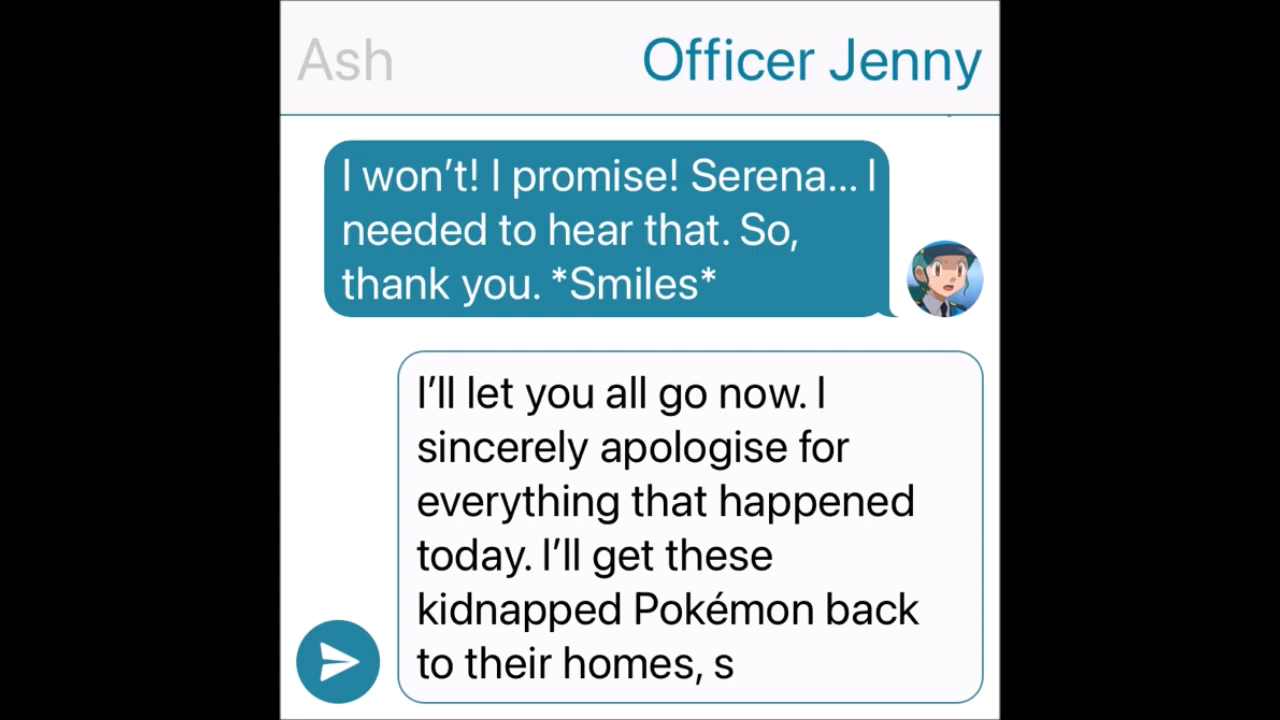 Ash
Officer Jenny
I won’t! I promise! Serena... I
needed to hear that. So,
thank you. *Smiles*
I’ll let you all go now. I
sincerely apologise for
everything that happened
today. I’ll get these
kidnapped Pokémon back
to their homes, s